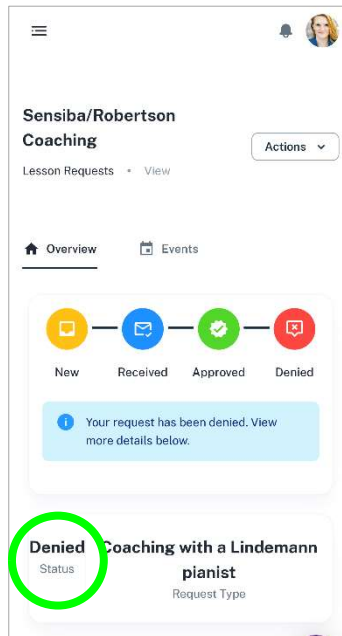 Sensiba/Robertson
Coaching
Actions
Lesson Requests • View
Overview Events
New Received Approved Denied
Your request has been denied. View
more details below.
Denied Coaching with a Lindemann
Status pianist
Request Type